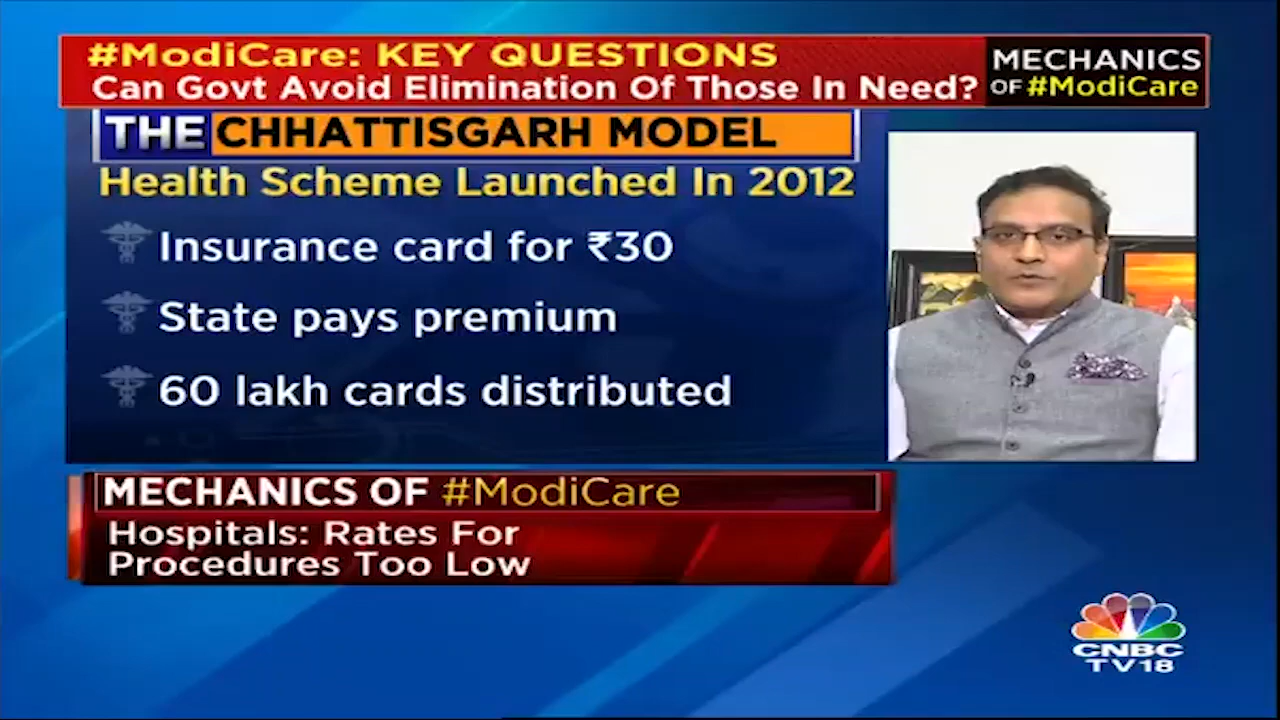 #ModiCare: KEY QUESTIONS
Can Govt Avoid Elimination Of Those In Need?
MECHANICS
OF #ModiCare
THE CHHATTISGARH MODEL
Health Scheme Launched In 2012
Insurance card for ₹30
State pays premium
60 lakh cards distributed
MECHANICS OF #ModiCare
Hospitals: Rates For
Procedures Too Low
CNBC
TV18